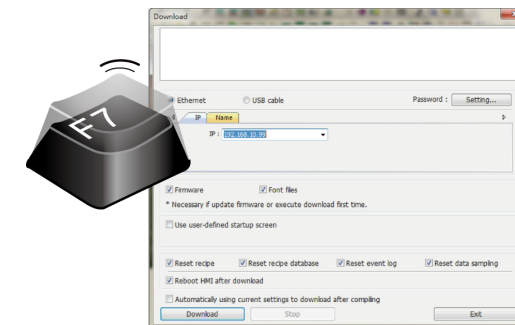 Download
F7
Ethernet
USB cable
Password :
Setting...
IP
Name
IP :
192.168.10.99
Firmware
Font files
* Necessary if update firmware or execute download first time.
Use user-defined startup screen
Reset recipe
Reset recipe database
Reset event log
Reset data sampling
Reboot HMI after download
Automatically using current settings to download after compiling
Download
Stop
Exit